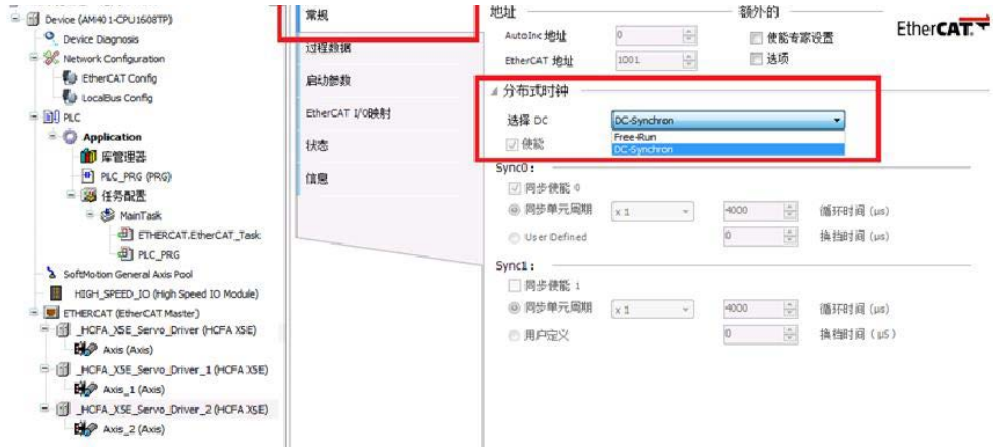 Device (AM401-CPU1608TP)
Device Diagnosis
Network Configuration
EtherCAT Config
LocalBus Config
PLC
Application
库管理器
PLC_PRG (PRG)
任务配置
MainTask
ETHERCAT.EtherCAT_Task
PLC_PRG
SoftMotion General Axis Pool
HIGH_SPEED_IO (High Speed IO Module)
ETHERCAT (EtherCAT Master)
_HCFA_X5E_Servo_Driver (HCFA X5E)
Axis (Axis)
_HCFA_X5E_Servo_Driver_1 (HCFA X5E)
Axis_1 (Axis)
_HCFA_X5E_Servo_Driver_2 (HCFA X5E)
Axis_2 (Axis)
常规
过程数据
启动参数
EtherCAT I/O映射
状态
信息
地址 额外的
AutoInc 地址 0 使能专家设置
EtherCAT 地址 1001 选项
EtherCAT
分布式时钟
选择 DC DC-Synchron
Free-Run
使能 DC-Synchron
Sync0:
同步使能 0
同步单元周期 x 1 4000 循环时间 (µs)
User Defined 0 换挡时间 (µs)
Sync1:
同步使能 1
同步单元周期 x 1 4000 循环时间 (µs)
用户定义 0 换挡时间 (µS)